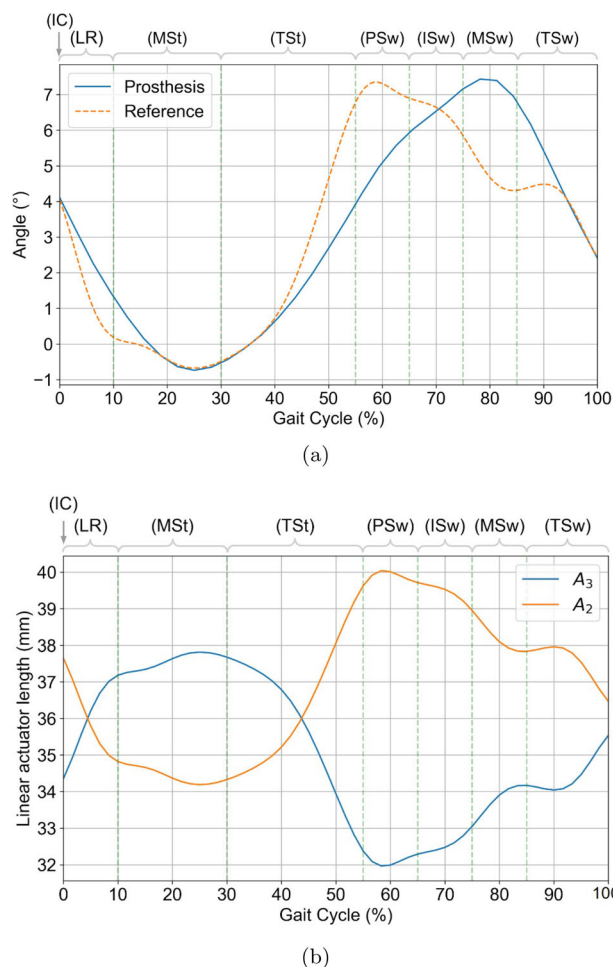 (IC)
(LR) (MSt) (TSt) (PSw) (ISw) (MSw) (TSw)
Prosthesis
Reference
7
6
5
4
3
2
1
0
−1
Angle (°)
0 10 20 30 40 50 60 70 80 90 100
Gait Cycle (%)
(a)
(IC)
(LR) (MSt) (TSt) (PSw) (ISw) (MSw) (TSw)
A3
A2
40
39
38
37
36
35
34
33
32
Linear actuator length (mm)
0 10 20 30 40 50 60 70 80 90 100
Gait Cycle (%)
(b)